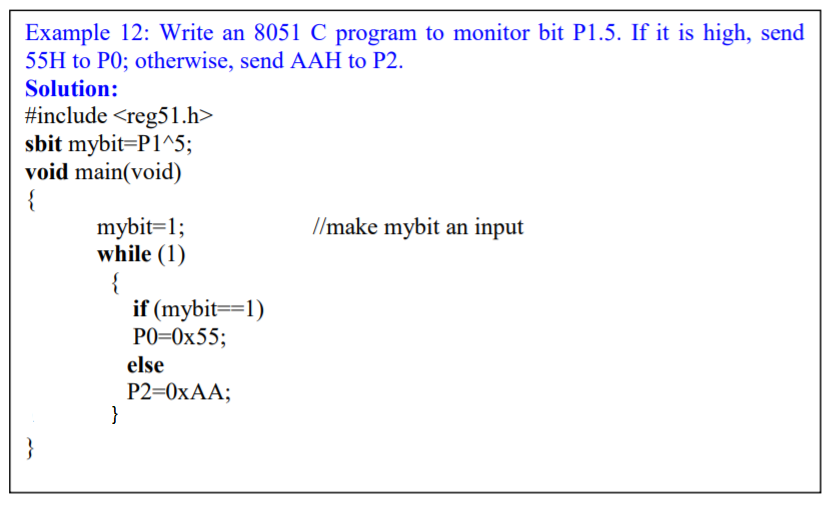 Example 12: Write an 8051 C program to monitor bit P1.5. If it is high, send
55H to P0; otherwise, send AAH to P2.
Solution:
#include <reg51.h>
sbit mybit=P1^5;
void main(void)
{
mybit=1; //make mybit an input
while (1)
{
if (mybit==1)
P0=0x55;
else
P2=0xAA;
}
}